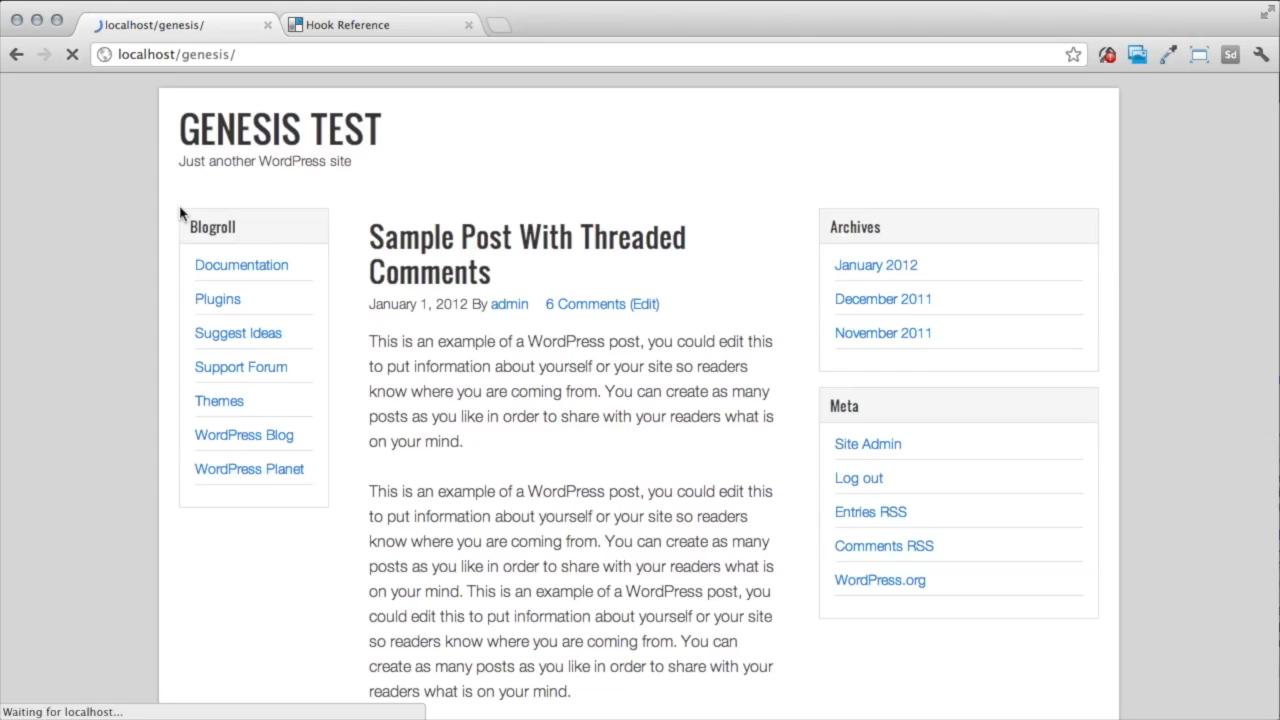 localhost/genesis/
Hook Reference
localhost/genesis/
Sd
GENESIS TEST
Just another WordPress site
Blogroll
Documentation
Plugins
Suggest Ideas
Support Forum
Themes
WordPress Blog
WordPress Planet
Sample Post With Threaded
Comments
January 1, 2012 By admin 6 Comments (Edit)
This is an example of a WordPress post, you could edit this
to put information about yourself or your site so readers
know where you are coming from. You can create as many
posts as you like in order to share with your readers what is
on your mind.
This is an example of a WordPress post, you could edit this
to put information about yourself or your site so readers
know where you are coming from. You can create as many
posts as you like in order to share with your readers what is
on your mind. This is an example of a WordPress post, you
could edit this to put information about yourself or your site
so readers know where you are coming from. You can
create as many posts as you like in order to share with your
readers what is on your mind.
Archives
January 2012
December 2011
November 2011
Meta
Site Admin
Log out
Entries RSS
Comments RSS
WordPress.org
Waiting for localhost...